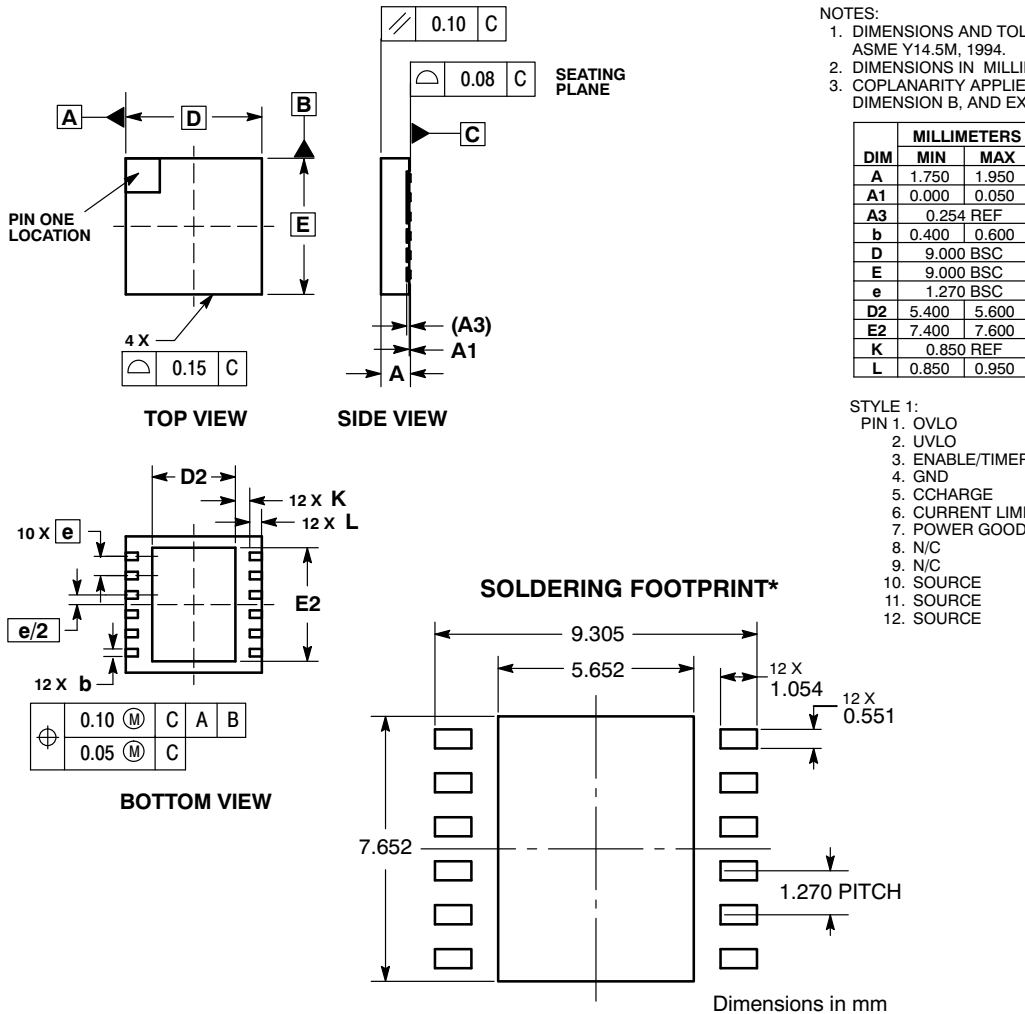 NOTES:
1. DIMENSIONS AND TOL
ASME Y14.5M, 1994.
2. DIMENSIONS IN MILLI
3. COPLANARITY APPLIE
DIMENSION B, AND EX
// 0.10 C
⌓ 0.08 C
SEATING
PLANE
A
D
B
C
PIN ONE
LOCATION
E
4 X
⌓ 0.15 C
(A3)
A1
A
TOP VIEW
SIDE VIEW
MILLIMETERS
DIM MIN MAX
A 1.750 1.950
A1 0.000 0.050
A3 0.254 REF
b 0.400 0.600
D 9.000 BSC
E 9.000 BSC
e 1.270 BSC
D2 5.400 5.600
E2 7.400 7.600
K 0.850 REF
L 0.850 0.950
STYLE 1:
PIN 1. OVLO
2. UVLO
3. ENABLE/TIMER
4. GND
5. CCHARGE
6. CURRENT LIMI
7. POWER GOOD
8. N/C
9. N/C
10. SOURCE
11. SOURCE
12. SOURCE
D2
12 X K
12 X L
10 X e
E2
e/2
12 X b
⌖ 0.10 Ⓜ C A B
0.05 Ⓜ C
BOTTOM VIEW
SOLDERING FOOTPRINT*
9.305
5.652
12 X
1.054
12 X
0.551
7.652
1.270 PITCH
Dimensions in mm